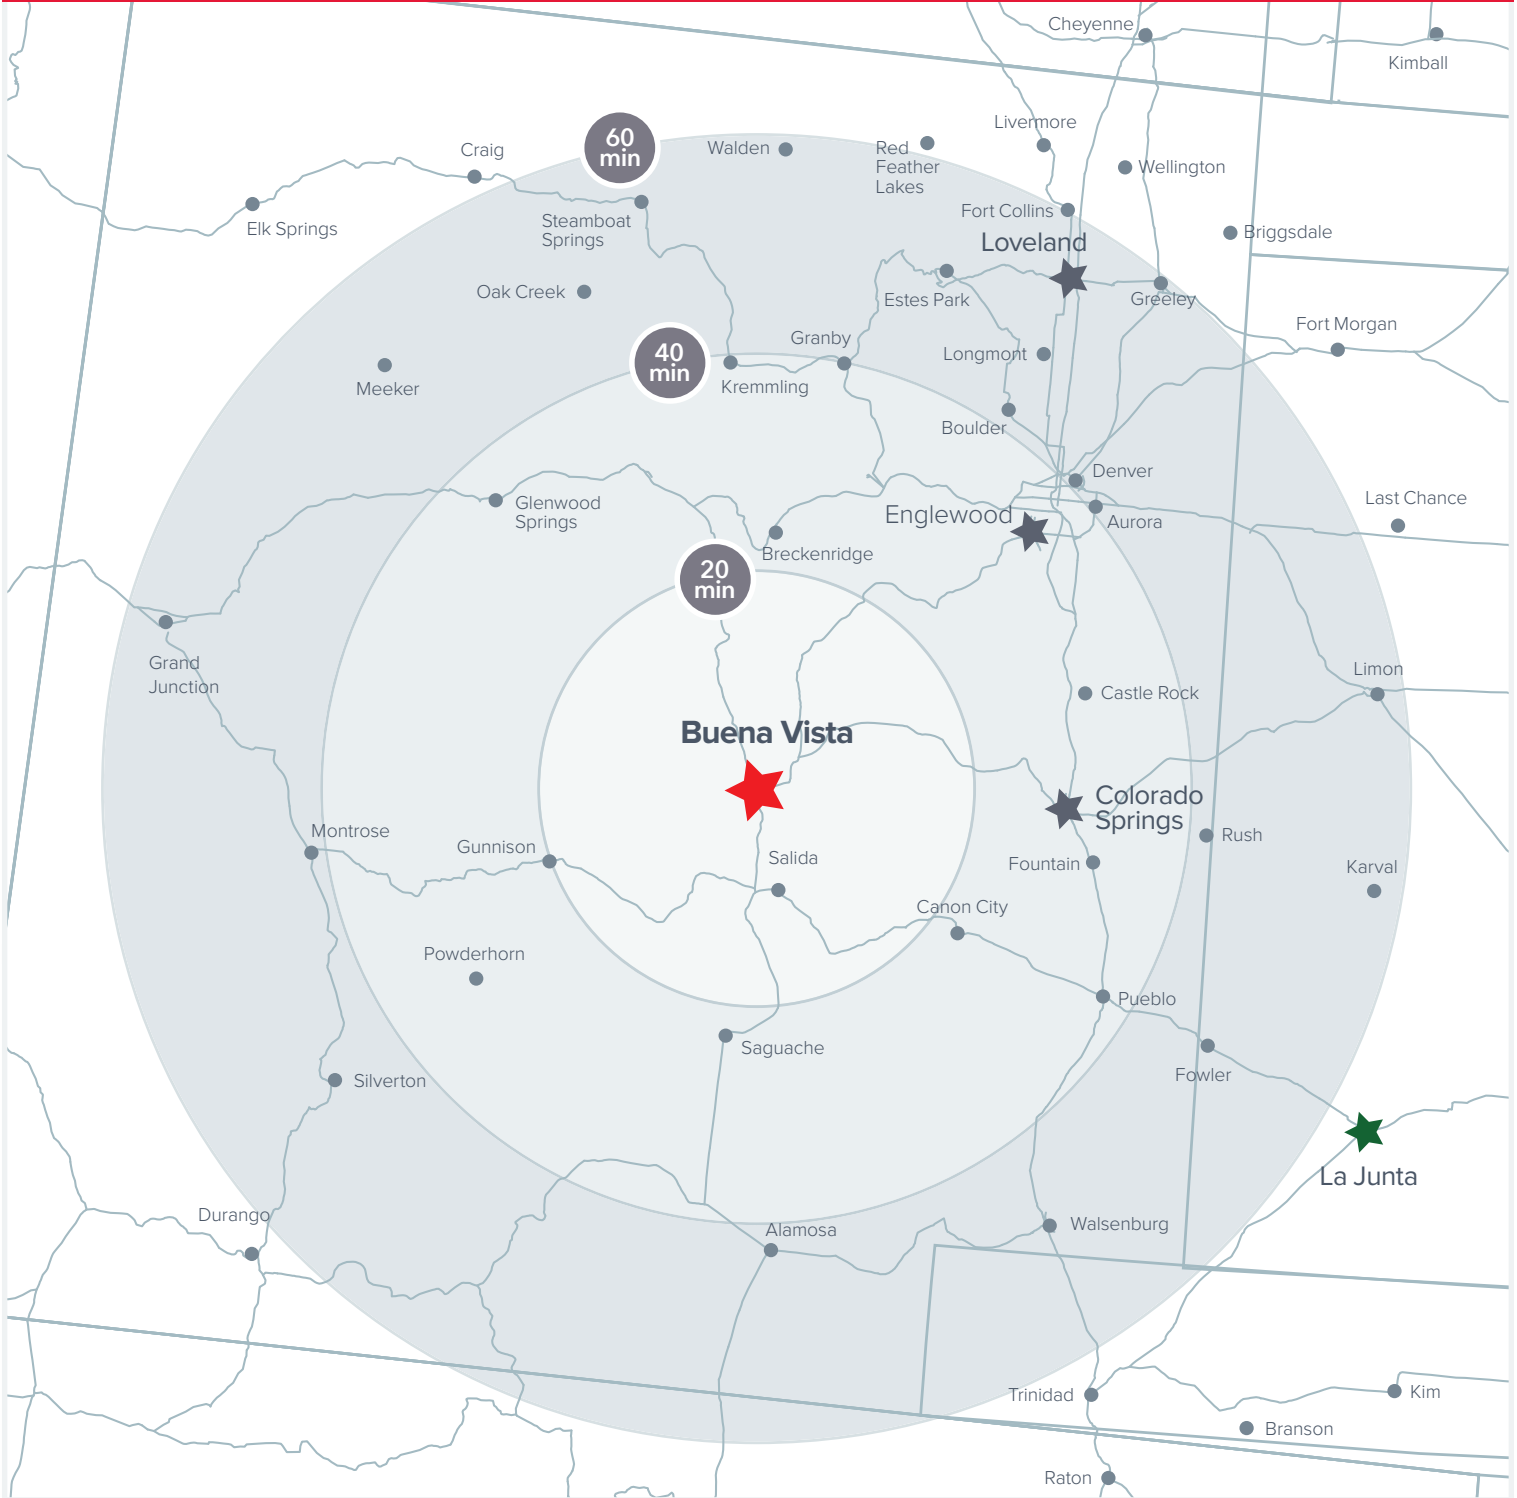 Cheyenne
Kimball
Livermore
60
min
Walden
Red
Feather
Lakes
Craig
Wellington
Elk Springs
Steamboat
Springs
Fort Collins
Loveland
Briggsdale
Oak Creek
Estes Park
Greeley
Fort Morgan
40
min
Granby
Longmont
Meeker
Kremmling
Boulder
Denver
Glenwood
Springs
Englewood
Aurora
Last Chance
Breckenridge
20
min
Grand
Junction
Limon
Castle Rock
Buena Vista
Colorado
Springs
Montrose
Gunnison
Salida
Fountain
Rush
Karval
Canon City
Powderhorn
Pueblo
Saguache
Fowler
Silverton
La Junta
Durango
Alamosa
Walsenburg
Trinidad
Kim
Branson
Raton